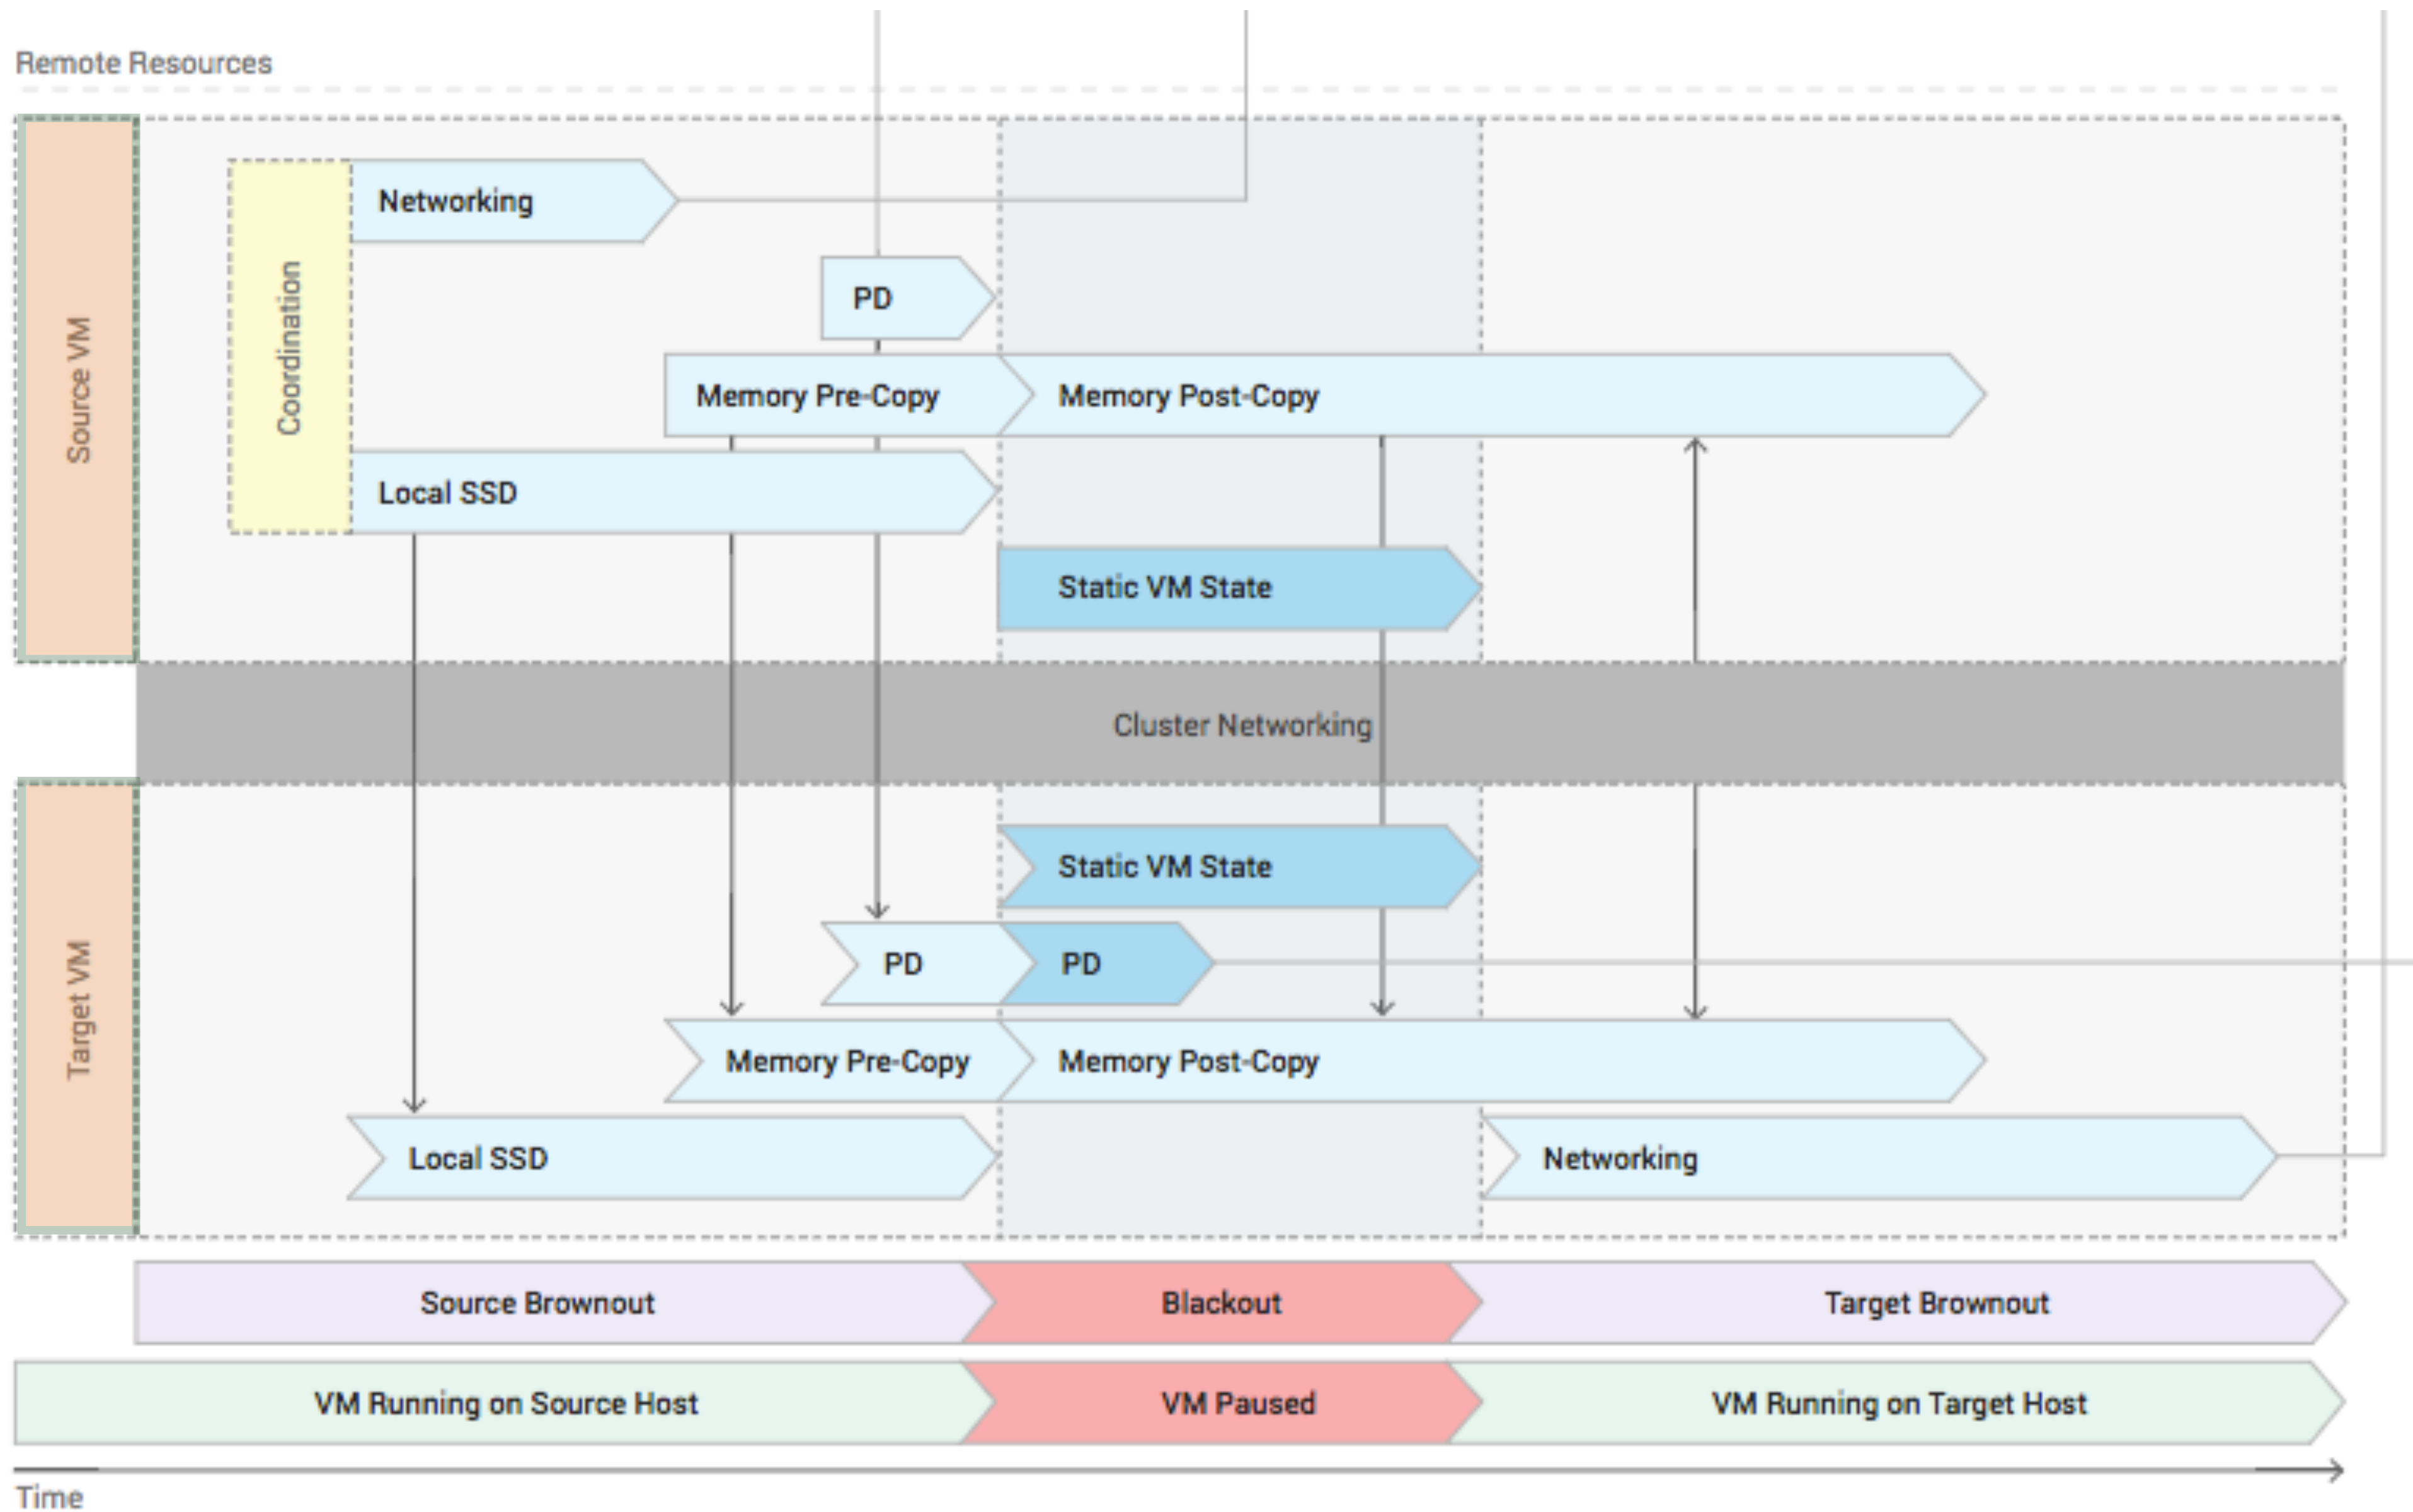 Remote Resources
Source VM
Coordination
Networking
PD
Memory Pre-Copy
Memory Post-Copy
Local SSD
Static VM State
Cluster Networking
Target VM
Static VM State
PD
PD
Memory Pre-Copy
Memory Post-Copy
Local SSD
Networking
Source Brownout
Blackout
Target Brownout
VM Running on Source Host
VM Paused
VM Running on Target Host
Time